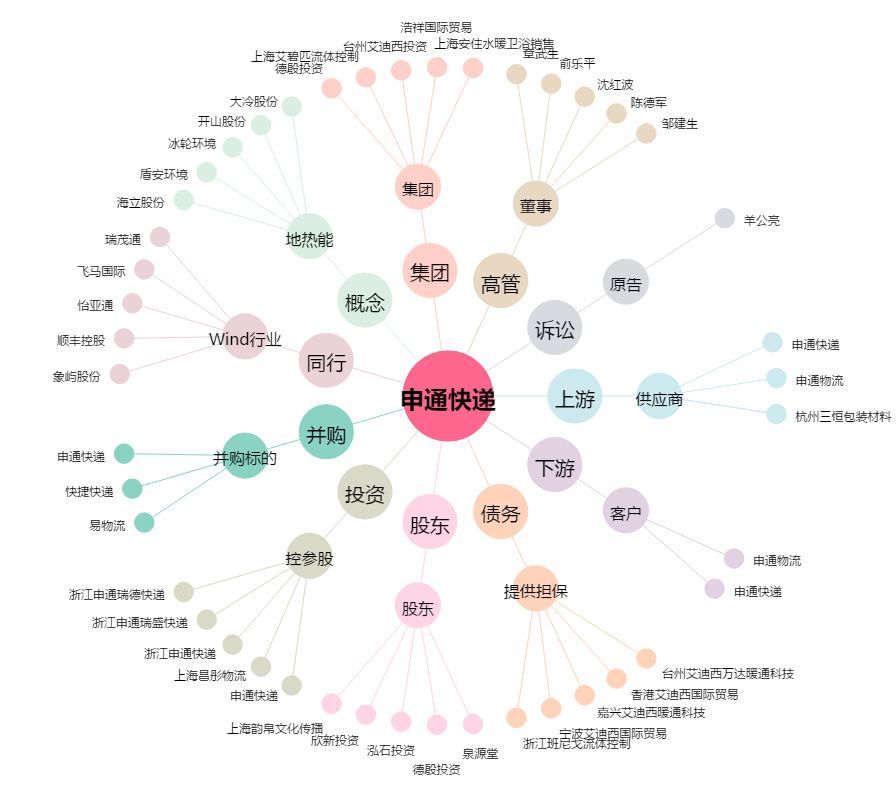 浩祥国际贸易
台州艾迪西投资
上海安住水暖卫浴销售
上海艾碧匹流体控制
德殷投资
章武生
俞乐平
沈红波
陈德军
邹建生
大冷股份
开山股份
冰轮环境
盾安环境
海立股份
集团
董事
羊公亮
地热能
瑞茂通
飞马国际
怡亚通
顺丰控股
象屿股份
集团
高管
原告
概念
诉讼
Wind行业
同行
申通快递
上游
供应商
申通快递
申通物流
杭州三恒包装材料
并购
并购标的
申通快递
快捷快递
易物流
下游
客户
申通物流
申通快递
投资
控参股
浙江申通瑞德快递
浙江申通瑞盛快递
浙江申通快递
上海昌彤物流
申通快递
股东
股东
上海韵帛文化传播
欣新投资
泓石投资
德殷投资
泉源堂
债务
提供担保
台州艾迪西万达暖通科技
香港艾迪西国际贸易
嘉兴艾迪西暖通科技
宁波艾迪西国际贸易
浙江班尼戈流体控制